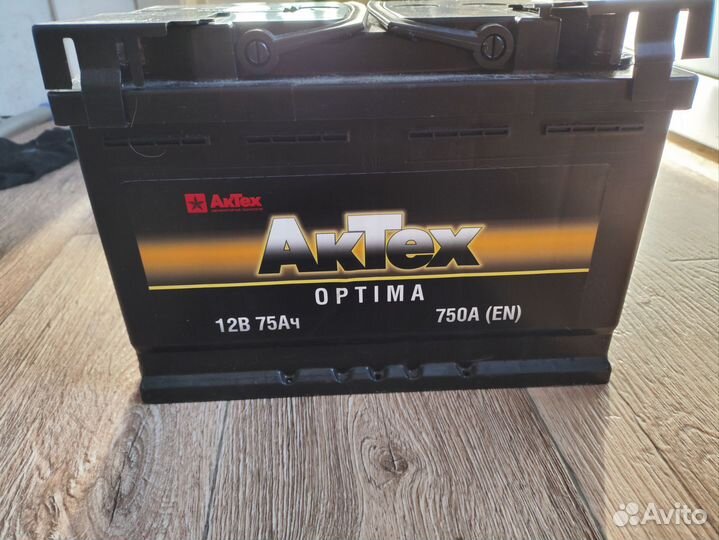 АкТех
АкТех
OPTIMA
12В 75Ач
750А (EN)
Avito